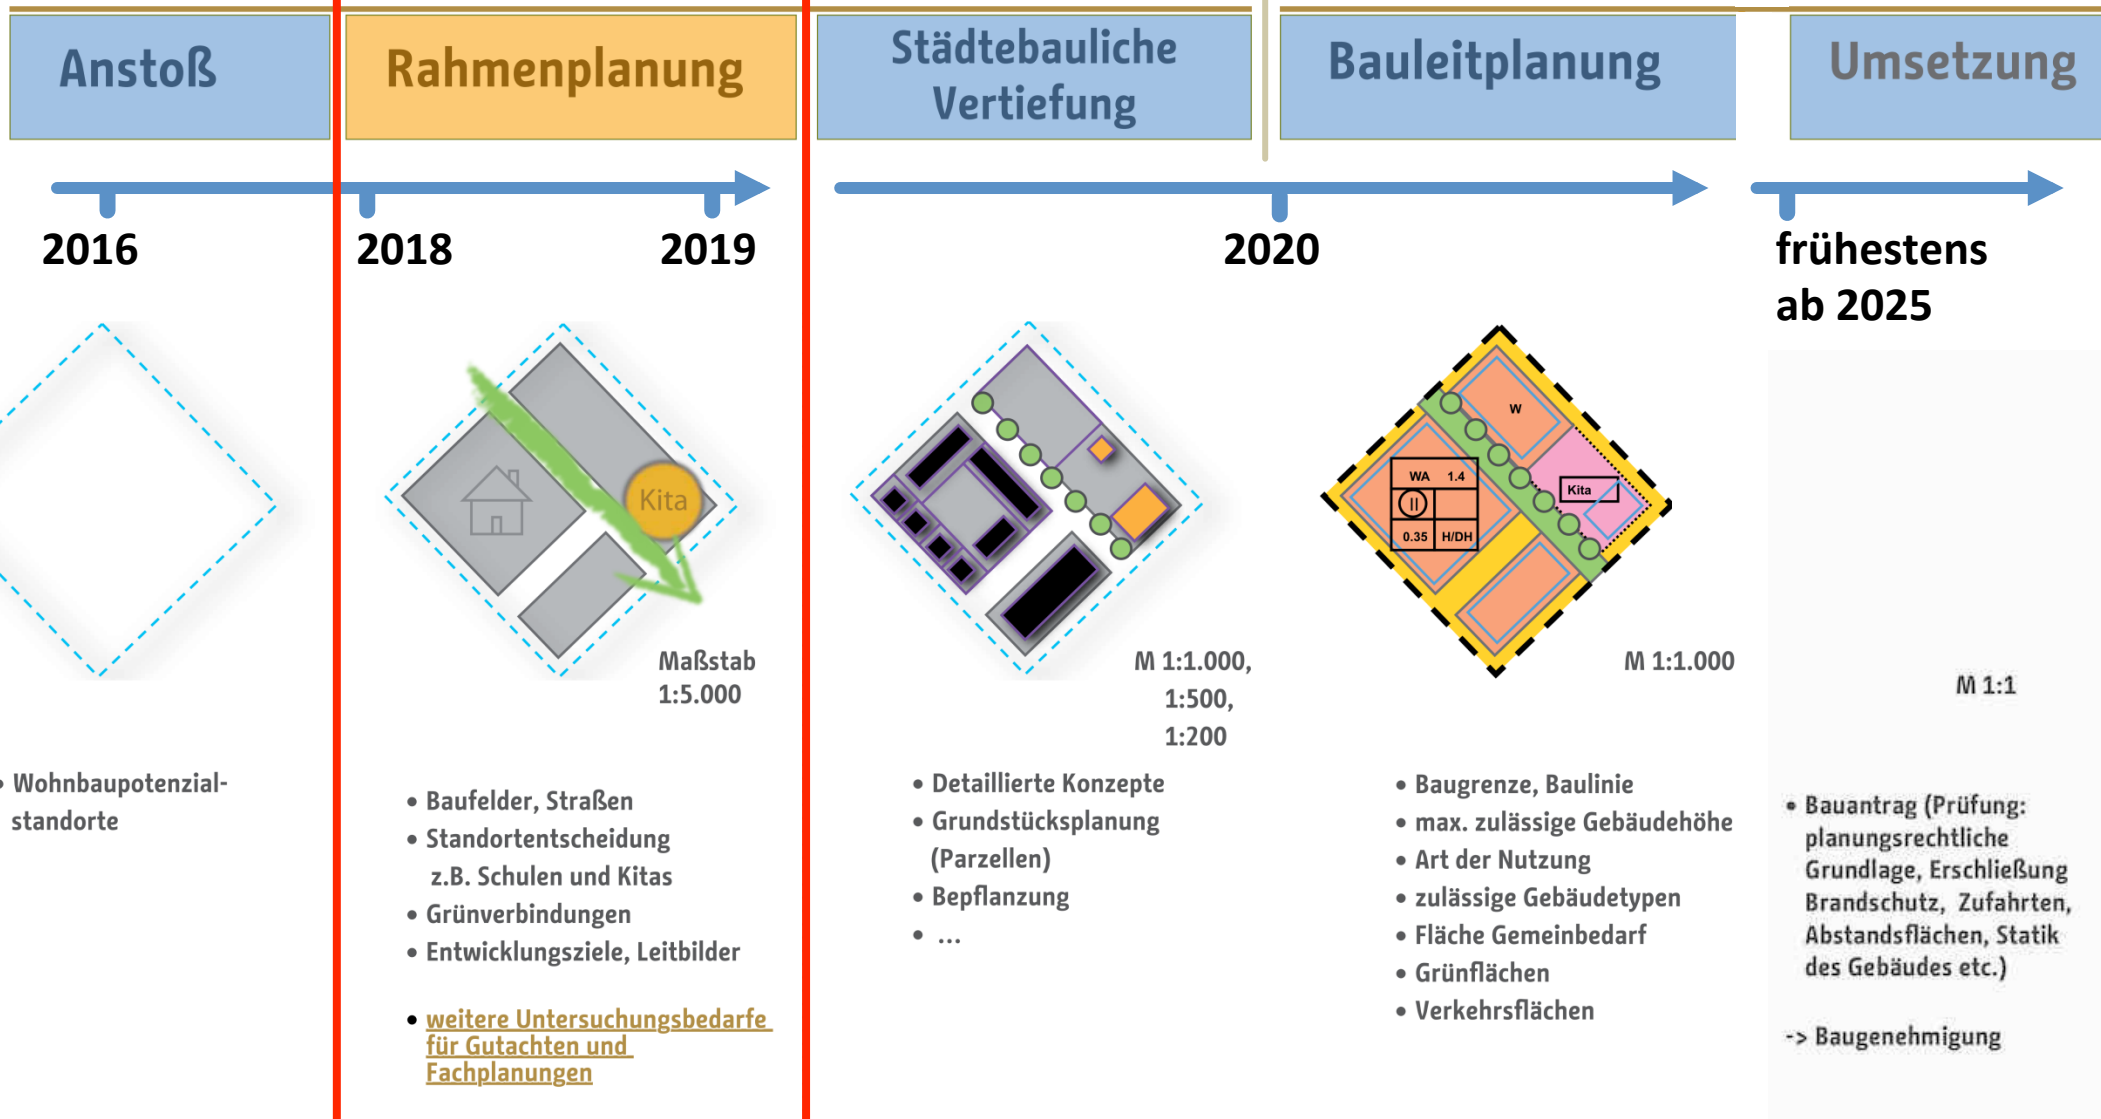 Anstoß
Rahmenplanung
Städtebauliche
Vertiefung
Bauleitplanung
Umsetzung
2016
2018
2019
2020
frühestens
ab 2025
Kita
Maßstab
1:5.000
M 1:1.000,
1:500,
1:200
W
WA 1.4
II
0.35 H/DH
Kita
M 1:1.000
M 1:1
• Wohnbaupotenzial-
standorte
• Baufelder, Straßen
• Standortentscheidung
z.B. Schulen und Kitas
• Grünverbindungen
• Entwicklungsziele, Leitbilder
• weitere Untersuchungsbedarfe
für Gutachten und
Fachplanungen
• Detaillierte Konzepte
• Grundstücksplanung
(Parzellen)
• Bepflanzung
• ...
• Baugrenze, Baulinie
• max. zulässige Gebäudehöhe
• Art der Nutzung
• zulässige Gebäudetypen
• Fläche Gemeinbedarf
• Grünflächen
• Verkehrsflächen
• Bauantrag (Prüfung:
planungsrechtliche
Grundlage, Erschließung
Brandschutz, Zufahrten,
Abstandsflächen, Statik
des Gebäudes etc.)
-> Baugenehmigung